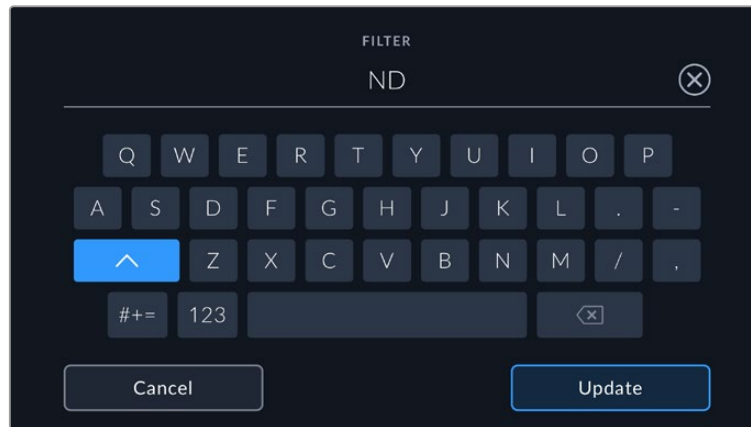 FILTER
ND
Q W E R T Y U I O P
A S D F G H J K L . -
Z X C V B N M / ,
#+= 123
Cancel Update